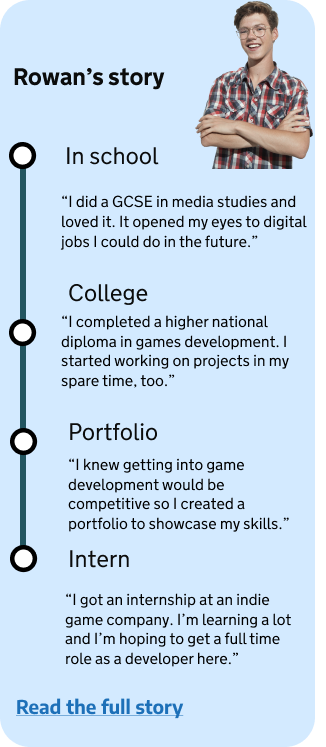 Rowan’s story
In school
“I did a GCSE in media studies and
loved it. It opened my eyes to digital
jobs I could do in the future.”
College
“I completed a higher national
diploma in games development. I
started working on projects in my
spare time, too.”
Portfolio
“I knew getting into game
development would be
competitive so I created a
portfolio to showcase my skills.”
Intern
“I got an internship at an indie
game company. I’m learning a lot
and I’m hoping to get a full time
role as a developer here.”
Read the full story